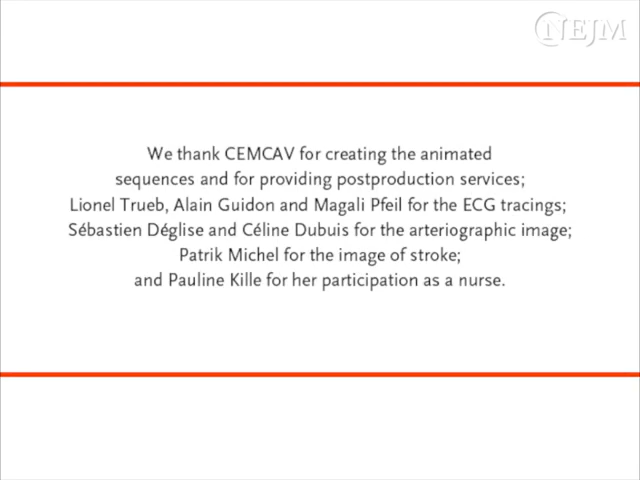 NEJM
We thank CEMCAV for creating the animated
sequences and for providing postproduction services;
Lionel Trueb, Alain Guidon and Magali Pfeil for the ECG tracings;
Sébastien Déglise and Céline Dubuis for the arteriographic image;
Patrik Michel for the image of stroke;
and Pauline Kille for her participation as a nurse.